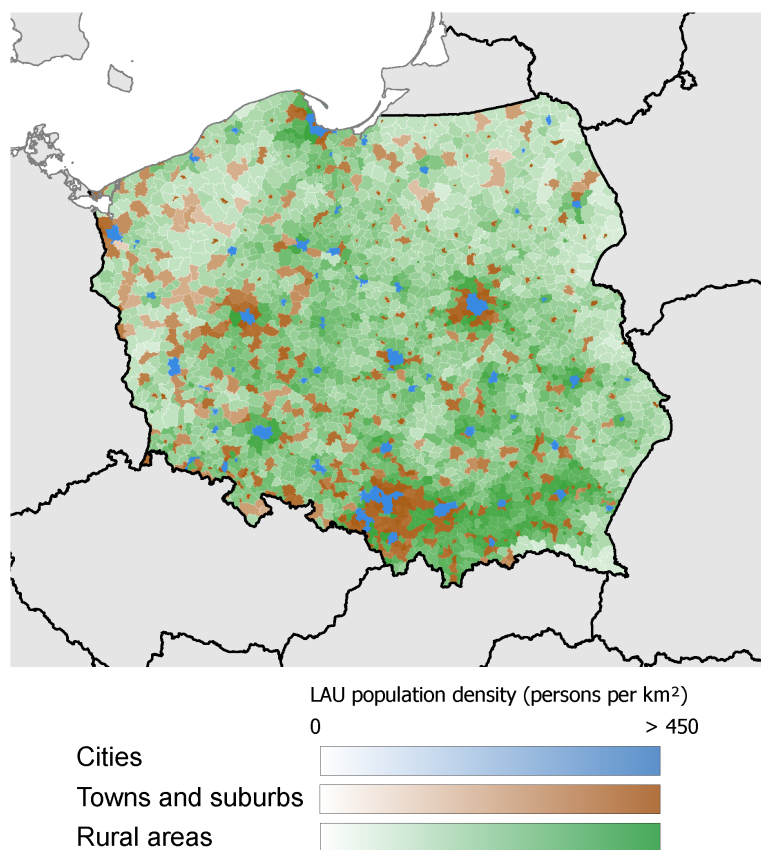 LAU population density (persons per km²)
0 > 450
Cities
Towns and suburbs
Rural areas